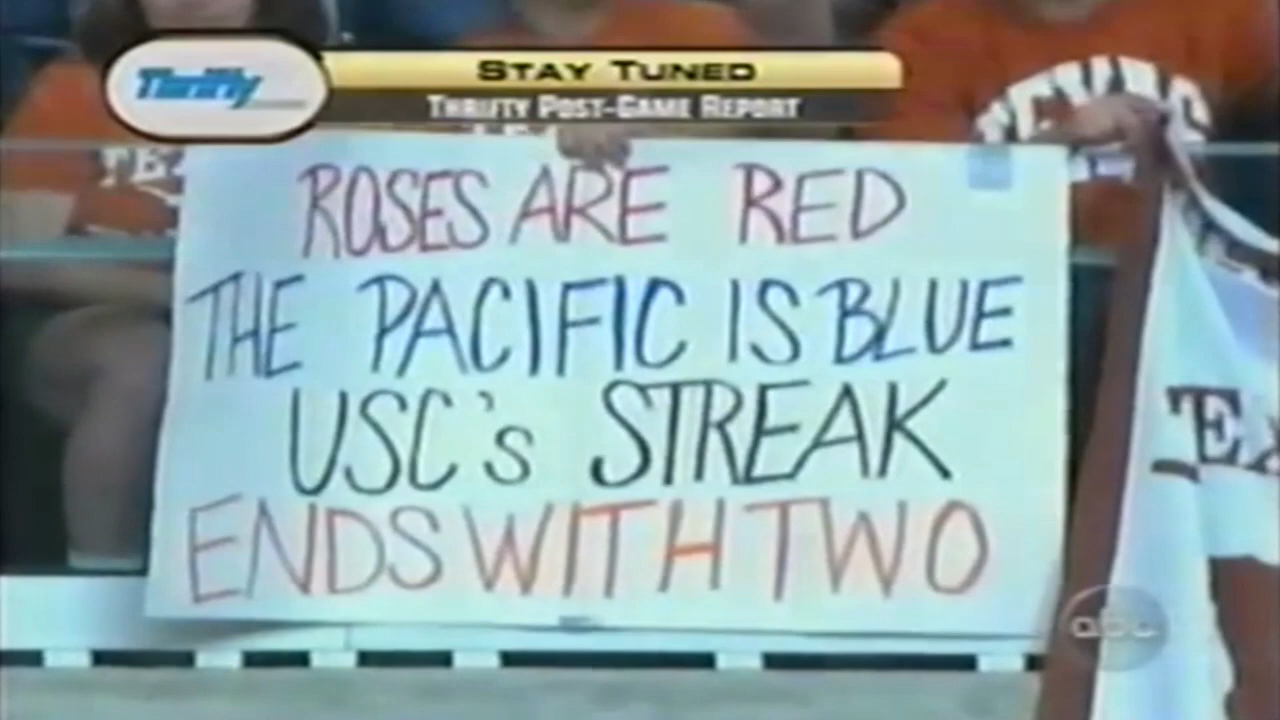 Thrifty
STAY TUNED
THRIFTY POST-GAME REPORT
ROSES ARE RED
THE PACIFIC IS BLUE
USC's STREAK
ENDS WITH TWO
TEX
abc